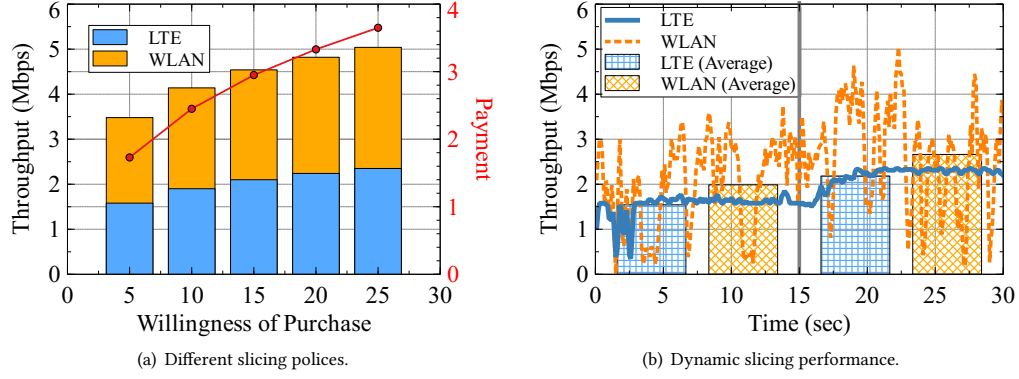 6
5
4
3
2
1
0
Throughput (Mbps)
LTE
WLAN
4
3
2
1
0
Payment
0 5 10 15 20 25 30
Willingness of Purchase
(a) Different slicing polices.
6
5
4
3
2
1
0
Throughput (Mbps)
LTE
WLAN
LTE (Average)
WLAN (Average)
0 5 10 15 20 25 30
Time (sec)
(b) Dynamic slicing performance.